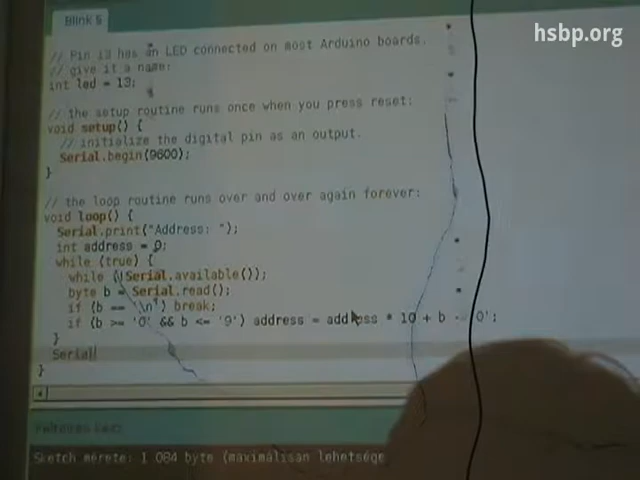 hsbp.org
Blink §
// Pin 13 has an LED connected on most Arduino boards.
// give it a name:
int led = 13;
// the setup routine runs once when you press reset:
void setup() {
// initialize the digital pin as an output.
Serial.begin(9600);
}
// the loop routine runs over and over again forever:
void loop() {
Serial.print("Address: ");
int address = 0;
while (true) {
while (!Serial.available());
byte b = Serial.read();
if (b == '\n') break;
if (b >= '0' && b <= '9') address = address * 10 + b - '0';
}
Serial
}
Sketch mérete: 1 084 byte (maximálisan lehetsége